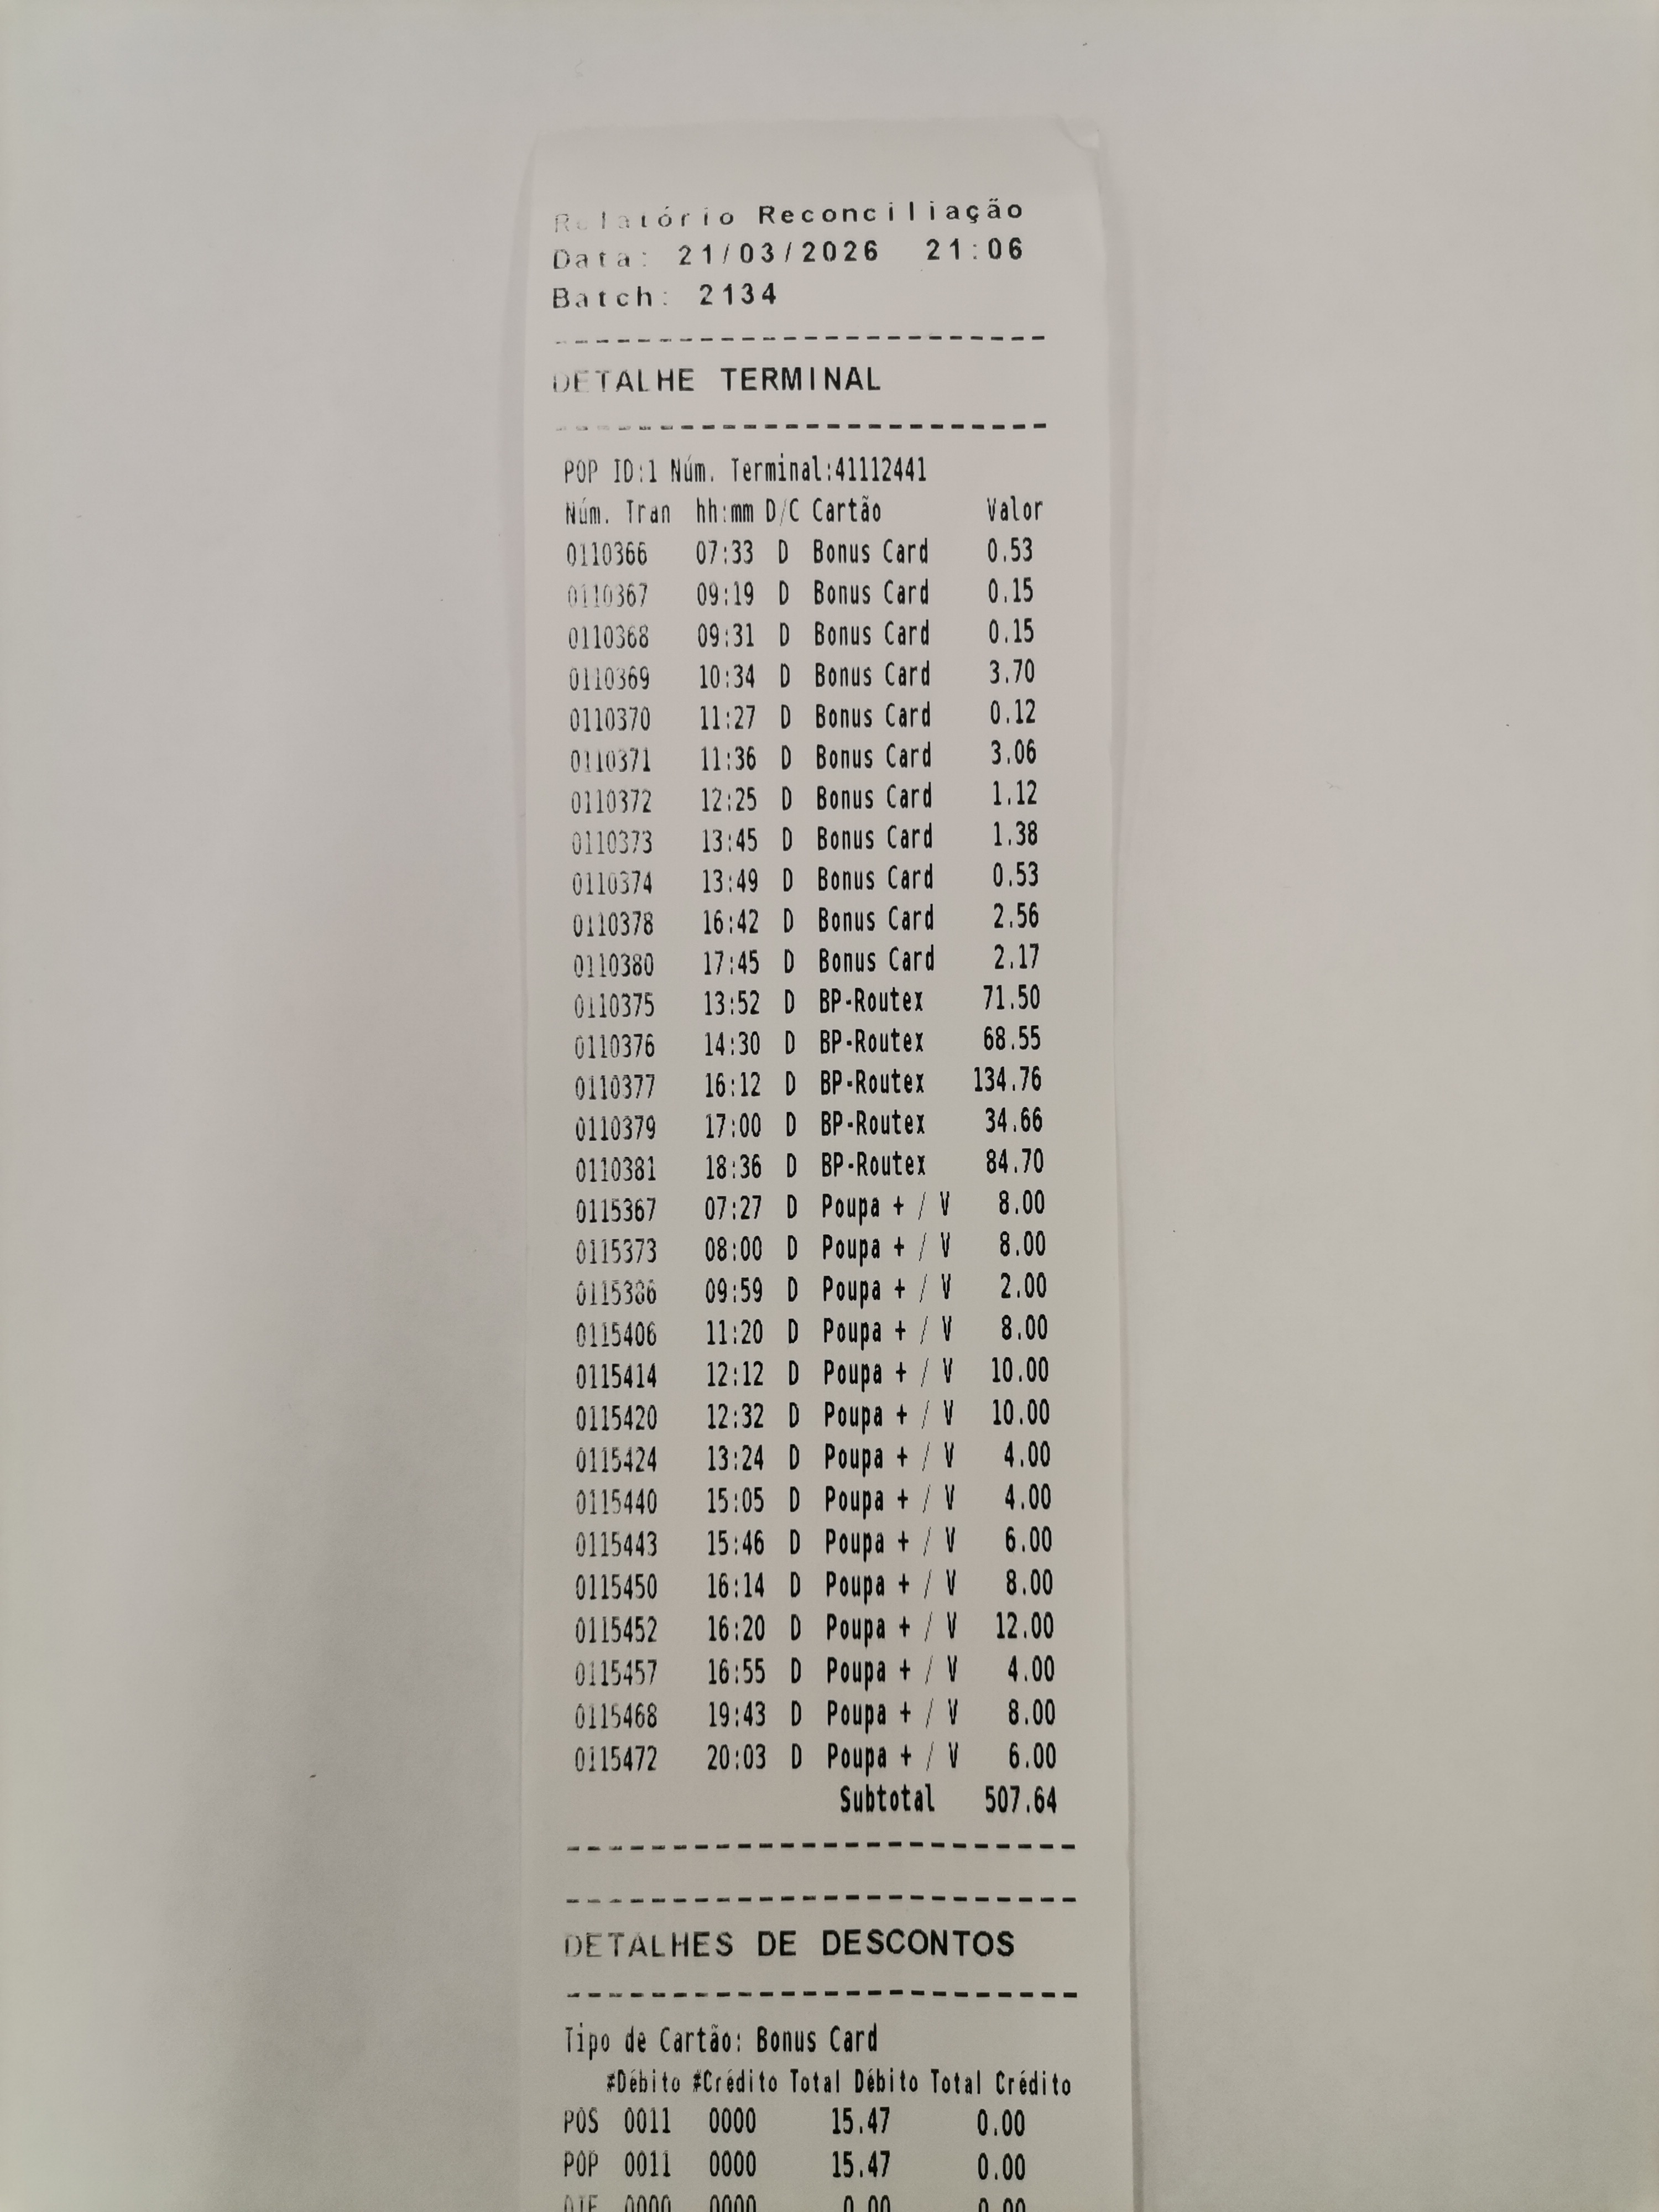 Relatório Reconciliação
Data: 21/03/2026 21:06
Batch: 2134
------------------------
DETALHE TERMINAL
------------------------
POP ID:1 Núm. Terminal:41112441
Núm. Tran hh:mm D/C Cartão Valor
0110366 07:33 D Bonus Card 0.53
0110367 09:19 D Bonus Card 0.15
0110368 09:31 D Bonus Card 0.15
0110369 10:34 D Bonus Card 3.70
0110370 11:27 D Bonus Card 0.12
0110371 11:36 D Bonus Card 3.06
0110372 12:25 D Bonus Card 1.12
0110373 13:45 D Bonus Card 1.38
0110374 13:49 D Bonus Card 0.53
0110378 16:42 D Bonus Card 2.56
0110380 17:45 D Bonus Card 2.17
0110375 13:52 D BP-Routex 71.50
0110376 14:30 D BP-Routex 68.55
0110377 16:12 D BP-Routex 134.76
0110379 17:00 D BP-Routex 34.66
0110381 18:36 D BP-Routex 84.70
0115367 07:27 D Poupa + / V 8.00
0115373 08:00 D Poupa + / V 8.00
0115386 09:59 D Poupa + / V 2.00
0115406 11:20 D Poupa + / V 8.00
0115414 12:12 D Poupa + / V 10.00
0115420 12:32 D Poupa + / V 10.00
0115424 13:24 D Poupa + / V 4.00
0115440 15:05 D Poupa + / V 4.00
0115443 15:46 D Poupa + / V 6.00
0115450 16:14 D Poupa + / V 8.00
0115452 16:20 D Poupa + / V 12.00
0115457 16:55 D Poupa + / V 4.00
0115468 19:43 D Poupa + / V 8.00
0115472 20:03 D Poupa + / V 6.00
Subtotal 507.64
------------------------
------------------------
DETALHES DE DESCONTOS
------------------------
Tipo de Cartão: Bonus Card
#Débito #Crédito Total Débito Total Crédito
POS 0011 0000 15.47 0.00
POP 0011 0000 15.47 0.00
0000 0000 0.00 0.00